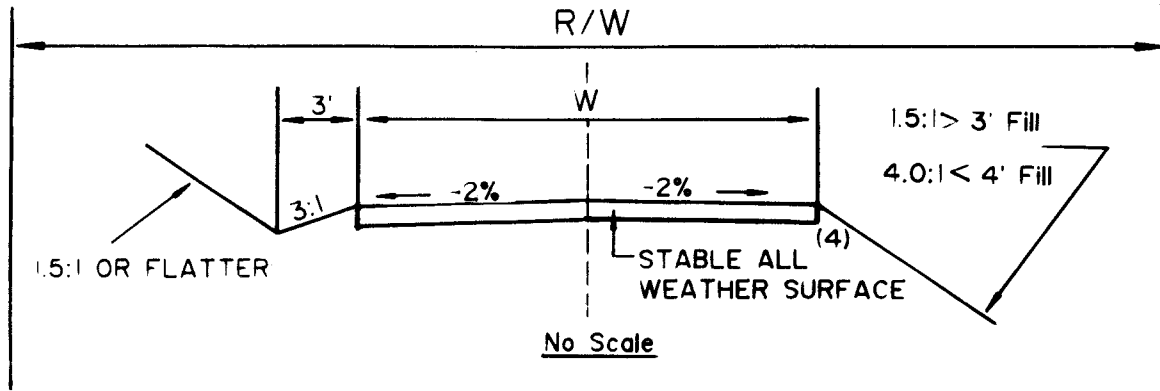 R/W
3'
W
1.5:1 > 3' Fill
4.0:1 < 4' Fill
-2%
-2%
3:1
(4)
1.5:1 OR FLATTER
STABLE ALL
WEATHER SURFACE
No Scale